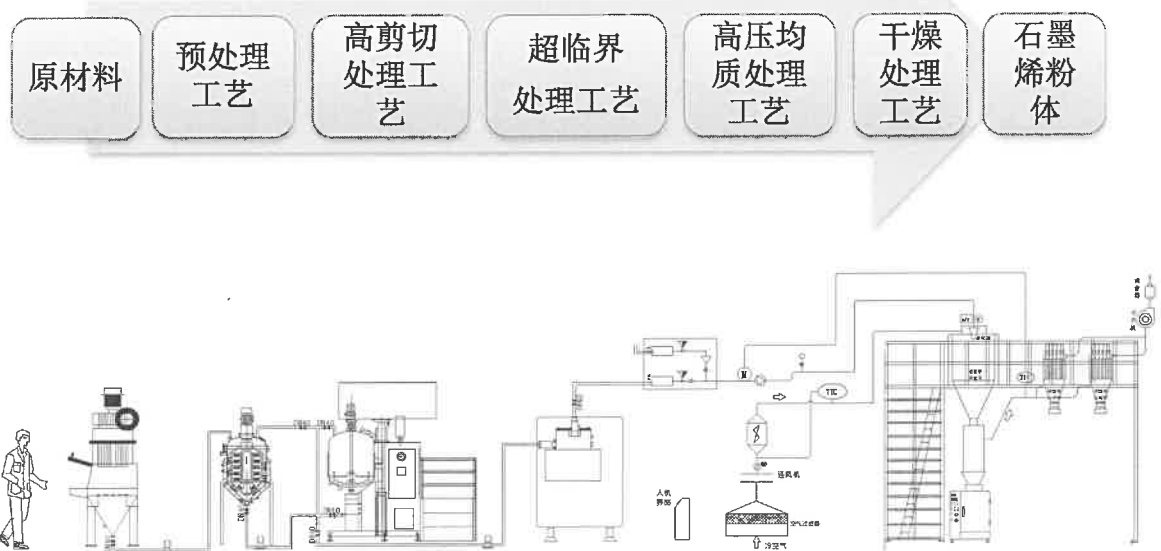 原材料
预处理
工艺
高剪切
处理工
艺
超临界
处理工艺
高压均
质处理
工艺
干燥
处理
工艺
石墨
烯粉
体
TIC
M
送风机
人机
界面
空气过滤器
冷空气